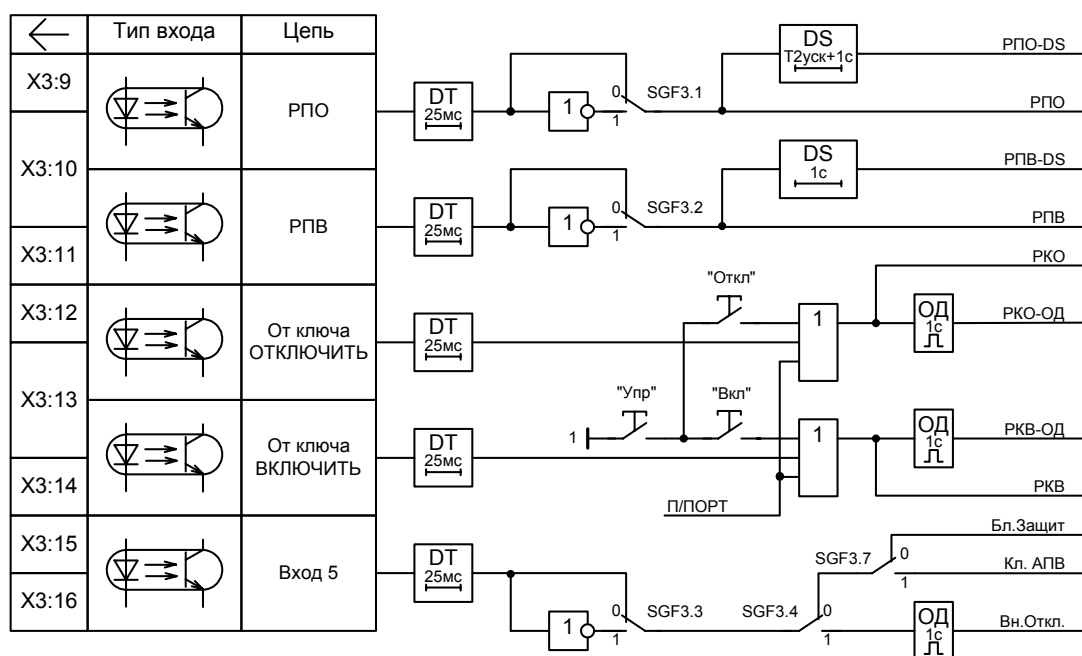 Тип входа
Цепь
X3:9
X3:10
X3:11
X3:12
X3:13
X3:14
X3:15
X3:16
РПО
DT
25мс
1
0
1
SGF3.1
DS
Т2уск+1с
РПО-DS
РПО
РПВ
DT
25мс
1
0
1
SGF3.2
DS
1с
РПВ-DS
РПВ
От ключа
ОТКЛЮЧИТЬ
DT
25мс
"Откл"
1
РКО
ОД
1с
РКО-ОД
От ключа
ВКЛЮЧИТЬ
DT
25мс
1
"Упр"
"Вкл"
1
ОД
1с
РКВ-ОД
РКВ
П/ПОРТ
Вход 5
DT
25мс
1
0
1
SGF3.3
SGF3.4
0
1
SGF3.7
0
1
Бл.Защит
Кл. АПВ
ОД
1с
Вн.Откл.